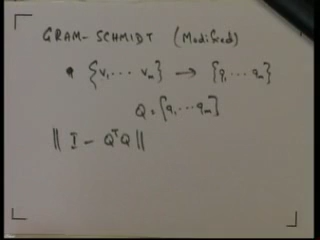 GRAM-SCHMIDT (Modified)
• {v₁, ⋯ vₘ} → {q₁, ⋯ qₘ}
Q = [q₁, ⋯ qₘ]
|| I - QᵀQ ||